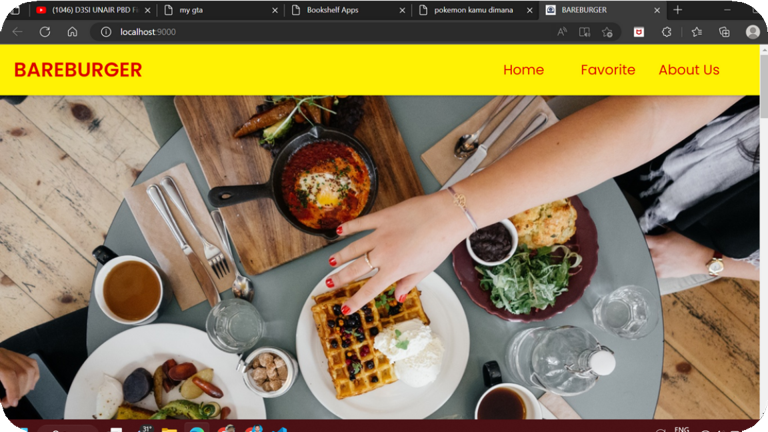 (1046) D3SI UNAIR PBD Fi
my gta
Bookshelf Apps
pokemon kamu dimana
BAREBURGER
localhost:9000
BAREBURGER
Home
Favorite
About Us
31°
ENG